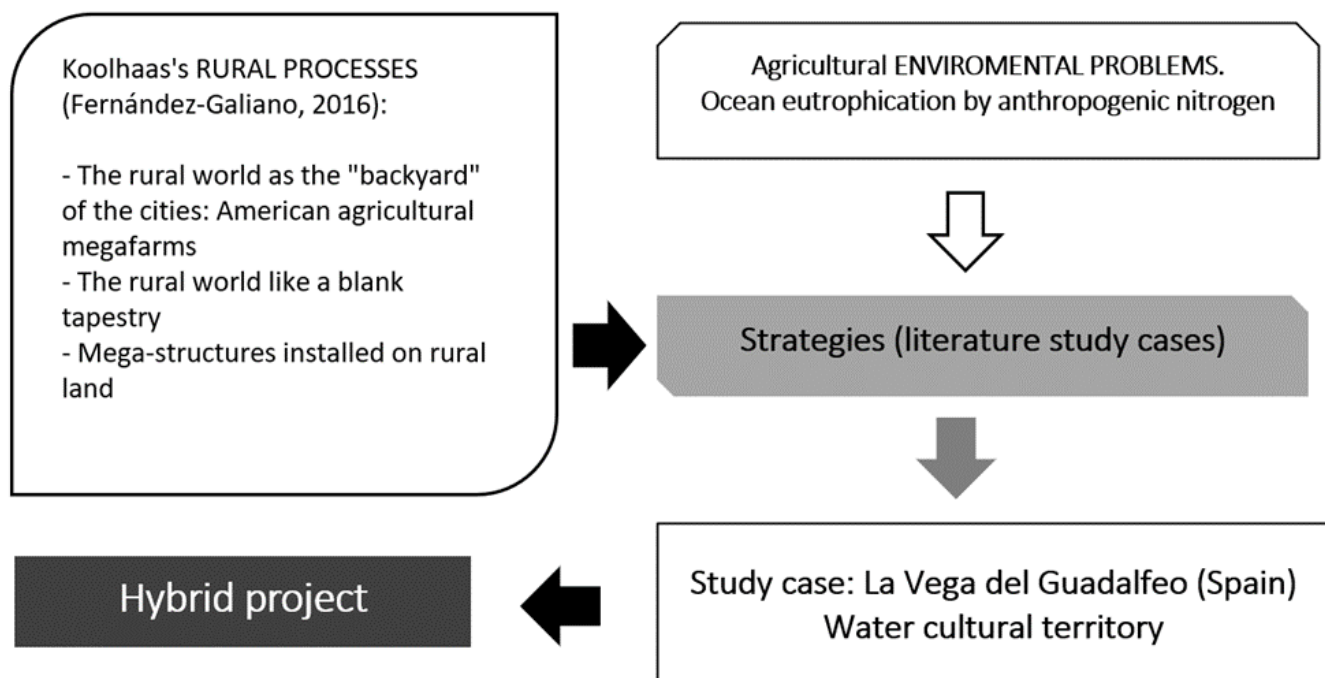 Koolhaas's RURAL PROCESSES
(Fernández-Galiano, 2016):
- The rural world as the "backyard"
of the cities: American agricultural
megafarms
- The rural world like a blank
tapestry
- Mega-structures installed on rural
land
Agricultural ENVIROMENTAL PROBLEMS.
Ocean eutrophication by anthropogenic nitrogen
Strategies (literature study cases)
Study case: La Vega del Guadalfeo (Spain)
Water cultural territory
Hybrid project